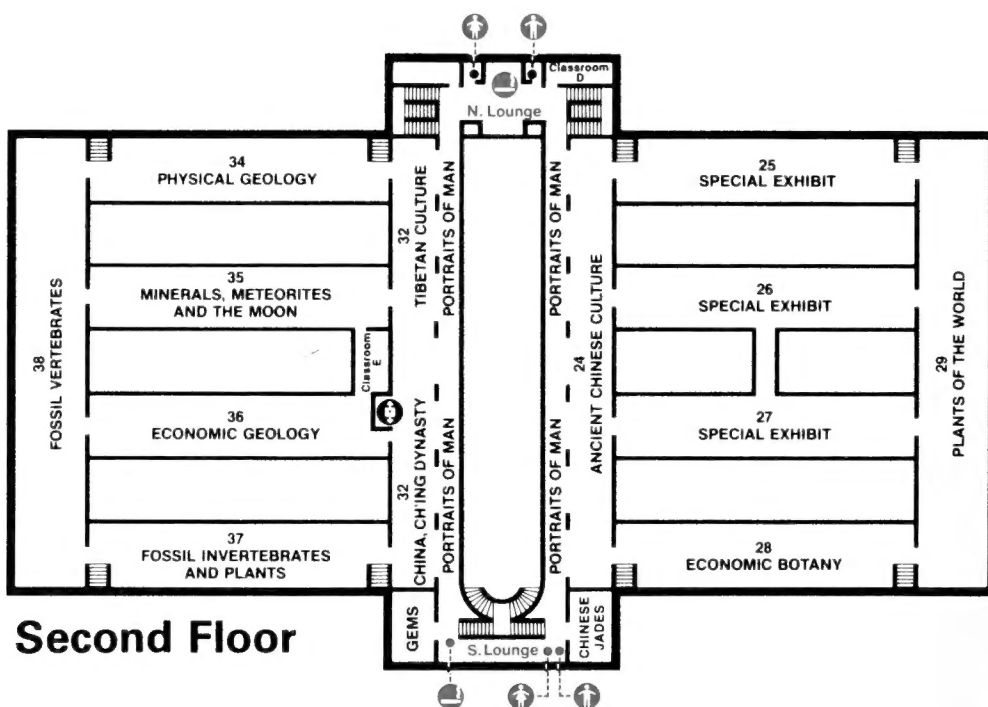 Classroom
D
N. Lounge
34
PHYSICAL GEOLOGY
32
TIBETAN CULTURE
PORTRAITS OF MAN
PORTRAITS OF MAN
25
SPECIAL EXHIBIT
35
MINERALS, METEORITES
AND THE MOON
26
SPECIAL EXHIBIT
38
FOSSIL VERTEBRATES
Classroom
E
24
ANCIENT CHINESE CULTURE
29
PLANTS OF THE WORLD
36
ECONOMIC GEOLOGY
32
CHINA, CH'ING DYNASTY
PORTRAITS OF MAN
PORTRAITS OF MAN
27
SPECIAL EXHIBIT
37
FOSSIL INVERTEBRATES
AND PLANTS
28
ECONOMIC BOTANY
Second Floor
GEMS
S. Lounge
CHINESE
JADES